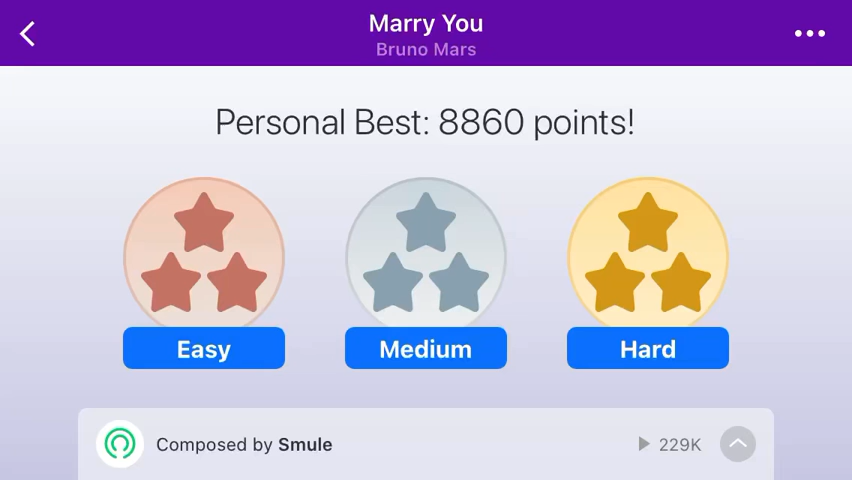 Marry You
Bruno Mars
Personal Best: 8860 points!
Easy
Medium
Hard
Composed by Smule
229K